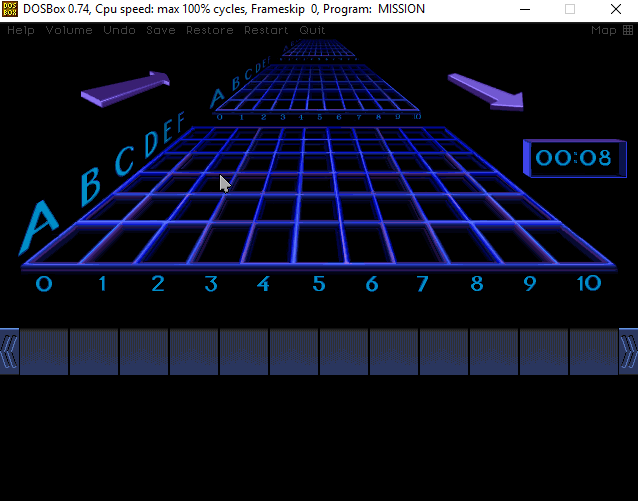 DOS BOX
DOSBox 0.74, Cpu speed: max 100% cycles, Frameskip 0, Program: MISSION
Help Volume Undo Save Restore Restart Quit Map
A B C D E F
0 1 2 3 4 5 6 7 8 9 10
00:08
A B C D E F
0 1 2 3 4 5 6 7 8 9 10